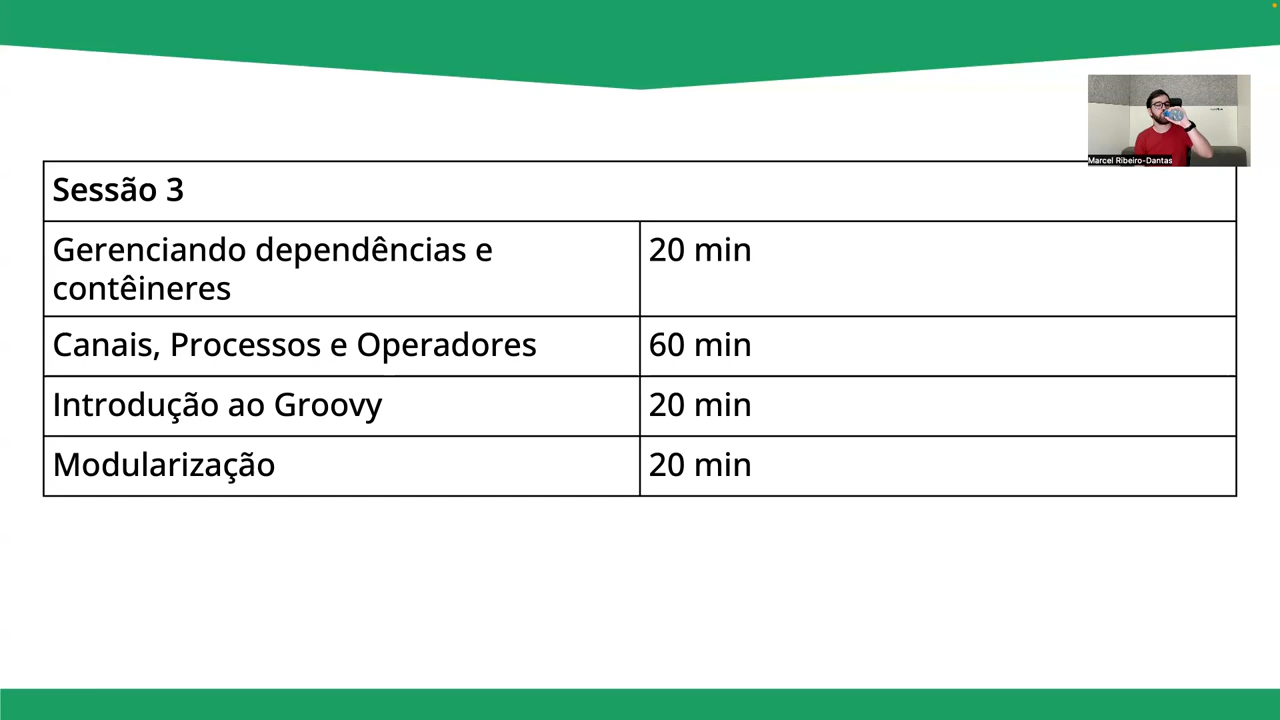 Marcel Ribeiro-Dantas
Sessão 3
Gerenciando dependências e
contêineres
20 min
Canais, Processos e Operadores
60 min
Introdução ao Groovy
20 min
Modularização
20 min